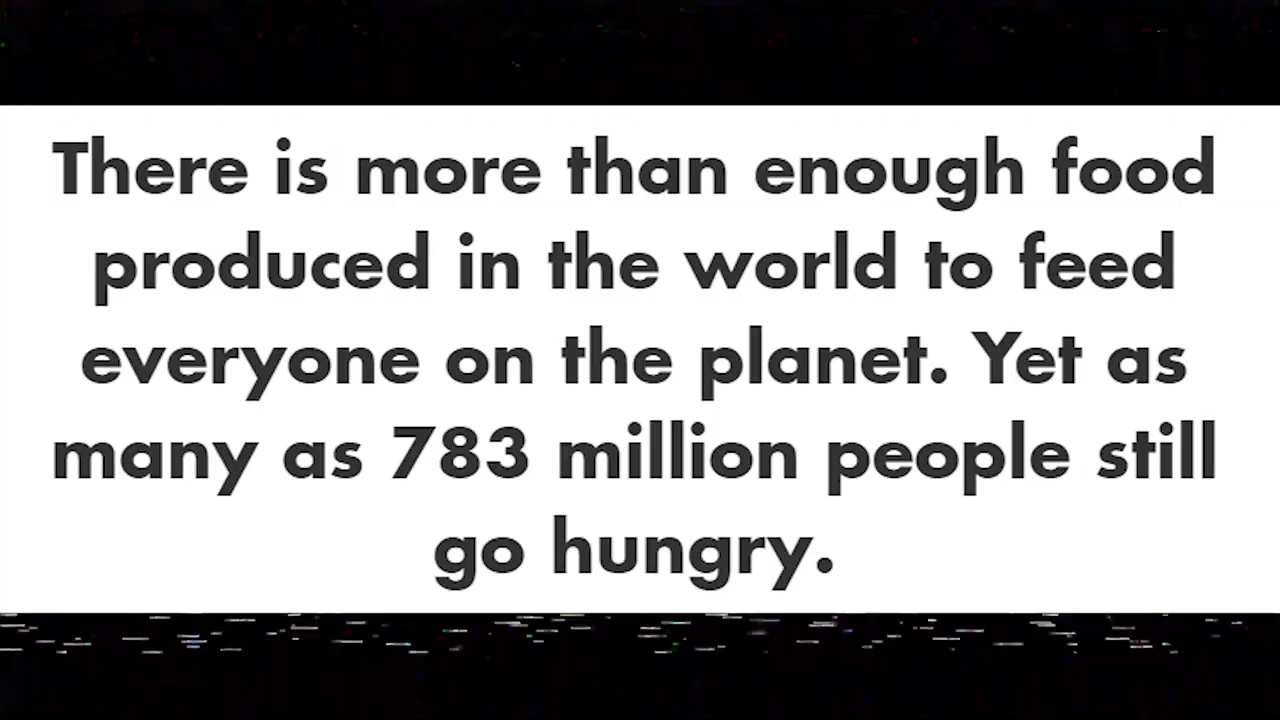 There is more than enough food
produced in the world to feed
everyone on the planet. Yet as
many as 783 million people still
go hungry.